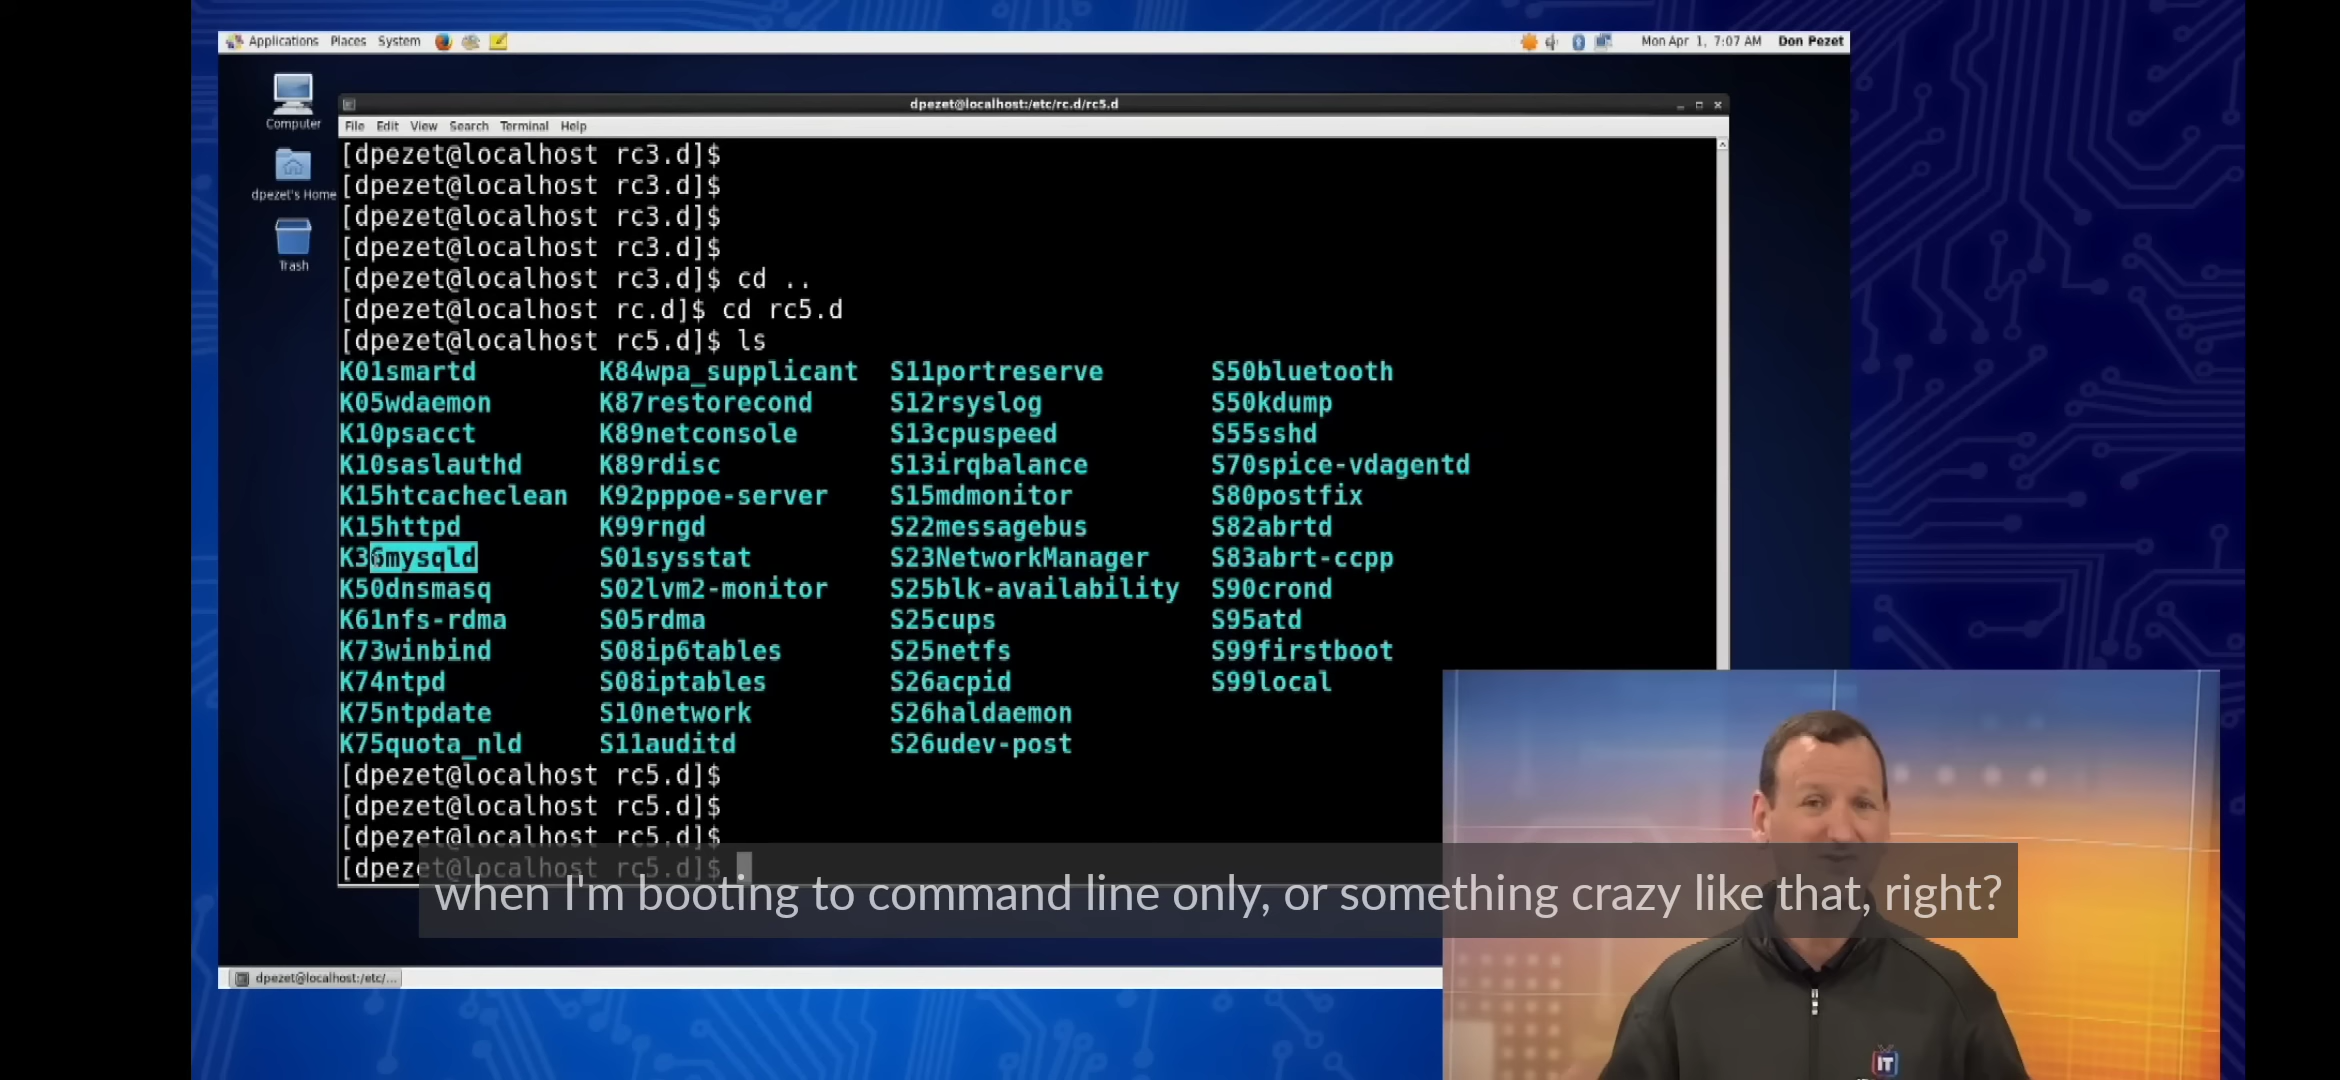 Applications Places System Mon Apr 1, 7:07 AM Don Pezet
Computer
dpezet's Home
Trash
dpezet@localhost:/etc/rc.d/rc5.d
File Edit View Search Terminal Help
[dpezet@localhost rc3.d]$
[dpezet@localhost rc3.d]$
[dpezet@localhost rc3.d]$
[dpezet@localhost rc3.d]$
[dpezet@localhost rc3.d]$ cd ..
[dpezet@localhost rc.d]$ cd rc5.d
[dpezet@localhost rc5.d]$ ls
K01smartd K84wpa_supplicant S11portreserve S50bluetooth
K05wdaemon K87restorecond S12rsyslog S50kdump
K10psacct K89netconsole S13cpuspeed S55sshd
K10saslauthd K89rdisc S13irqbalance S70spice-vdagentd
K15htcacheclean K92pppoe-server S15mdmonitor S80postfix
K15httpd K99rngd S22messagebus S82abrtd
K36mysqld S01sysstat S23NetworkManager S83abrt-ccpp
K50dnsmasq S02lvm2-monitor S25blk-availability S90crond
K61nfs-rdma S05rdma S25cups S95atd
K73winbind S08ip6tables S25netfs S99firstboot
K74ntpd S08iptables S26acpid S99local
K75ntpdate S10network S26haldaemon
K75quota_nld S11auditd S26udev-post
[dpezet@localhost rc5.d]$
[dpezet@localhost rc5.d]$
[dpezet@localhost rc5.d]$
[dpezet@localhost rc5.d]$
when I'm booting to command line only, or something crazy like that, right?
dpezet@localhost:/etc/...
IT